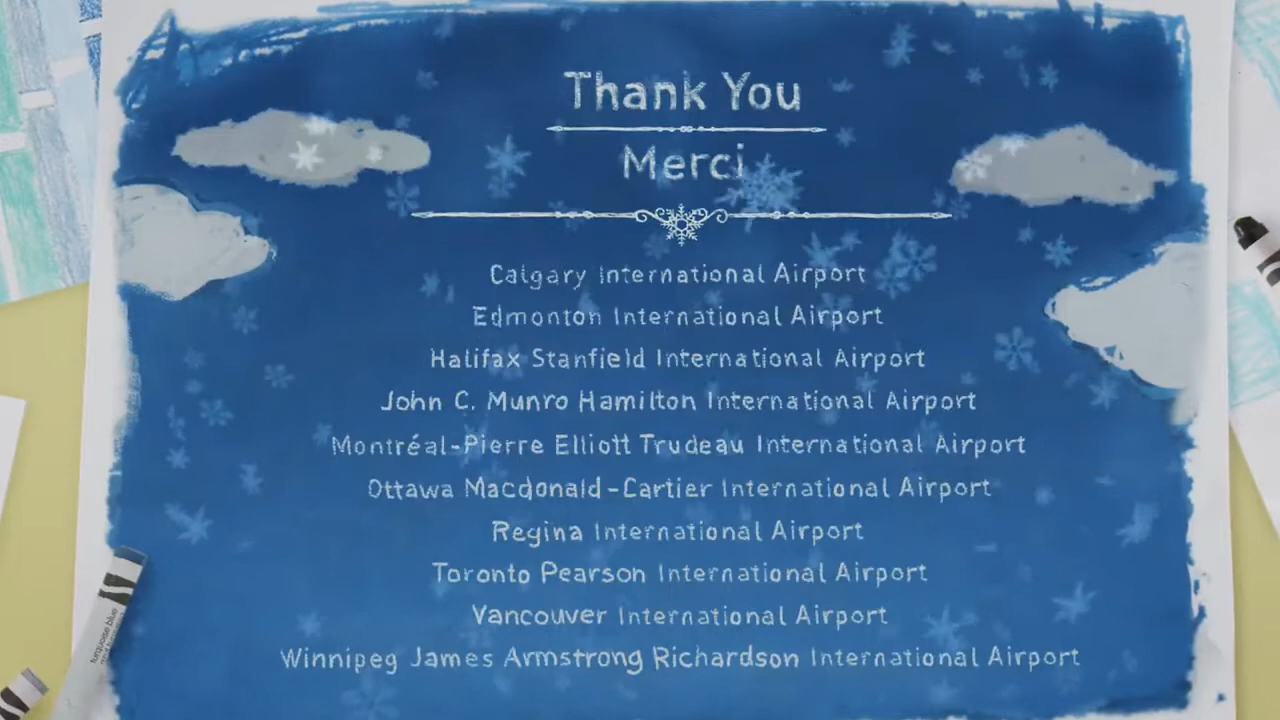 Thank You
Merci
Calgary International Airport
Edmonton International Airport
Halifax Stanfield International Airport
John C. Munro Hamilton International Airport
Montréal-Pierre Elliott Trudeau International Airport
Ottawa Macdonald-Cartier International Airport
Regina International Airport
Toronto Pearson International Airport
Vancouver International Airport
Winnipeg James Armstrong Richardson International Airport
turquoise blue